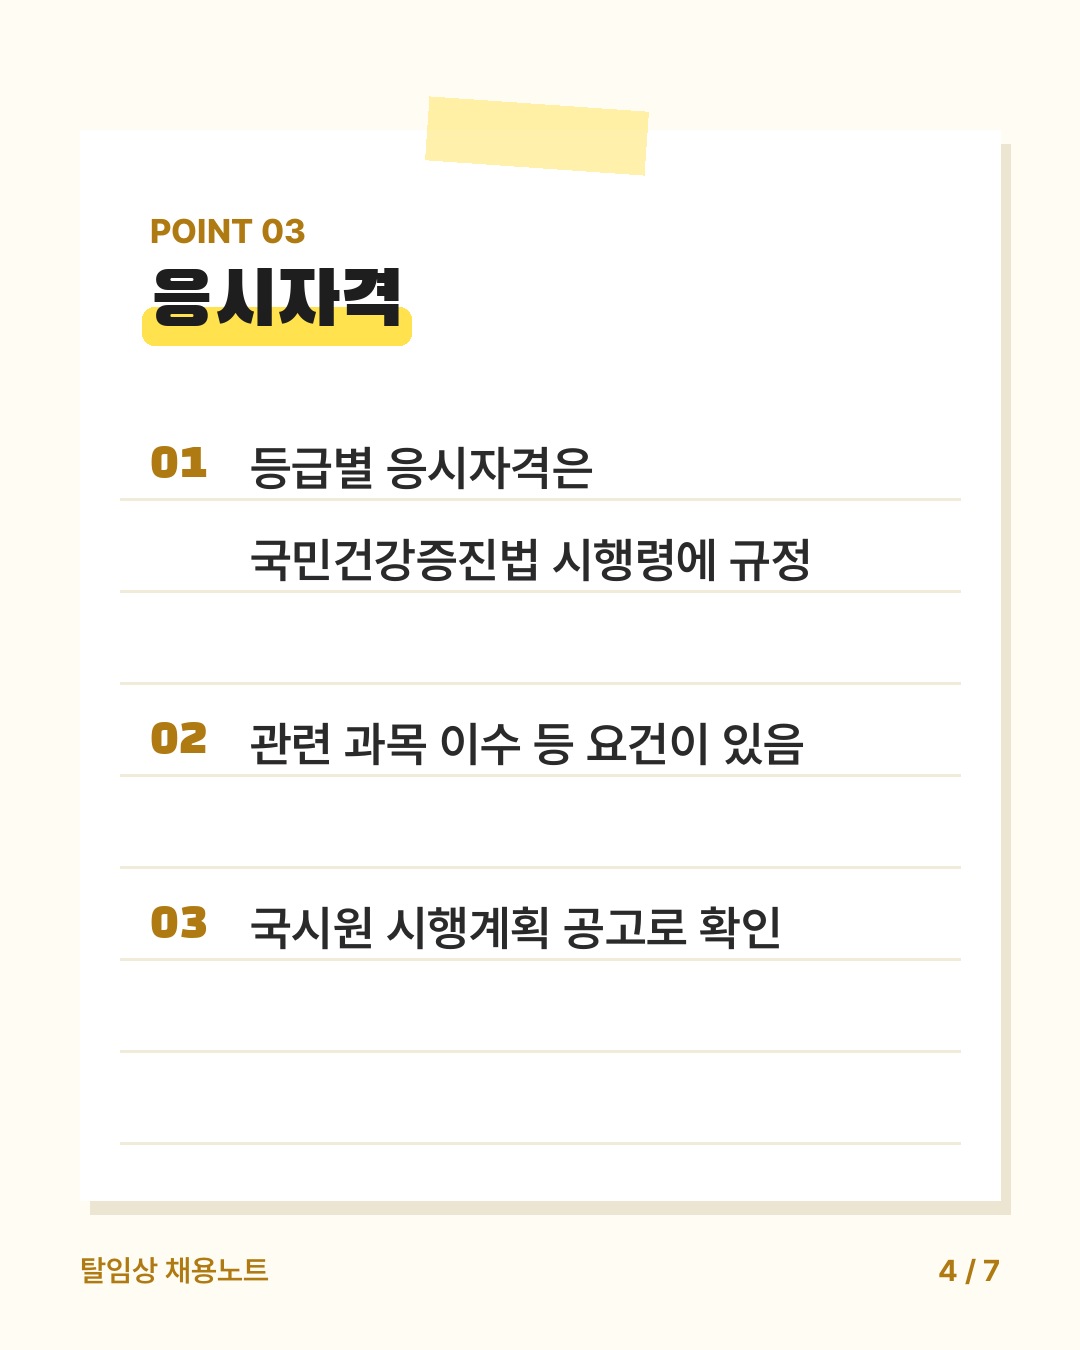 POINT 03
응시자격
01 등급별 응시자격은
국민건강증진법 시행령에 규정
02 관련 과목 이수 등 요건이 있음
03 국시원 시행계획 공고로 확인
탈임상 채용노트
4 / 7